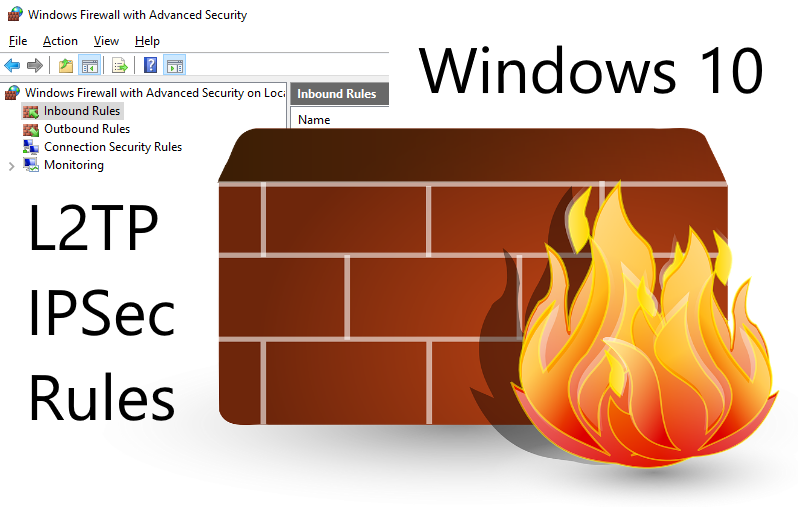 Windows Firewall with Advanced Security
File Action View Help
Windows Firewall with Advanced Security on Loca
Inbound Rules
Outbound Rules
Connection Security Rules
Monitoring
Inbound Rules
Name
Windows 10
L2TP
IPSec
Rules